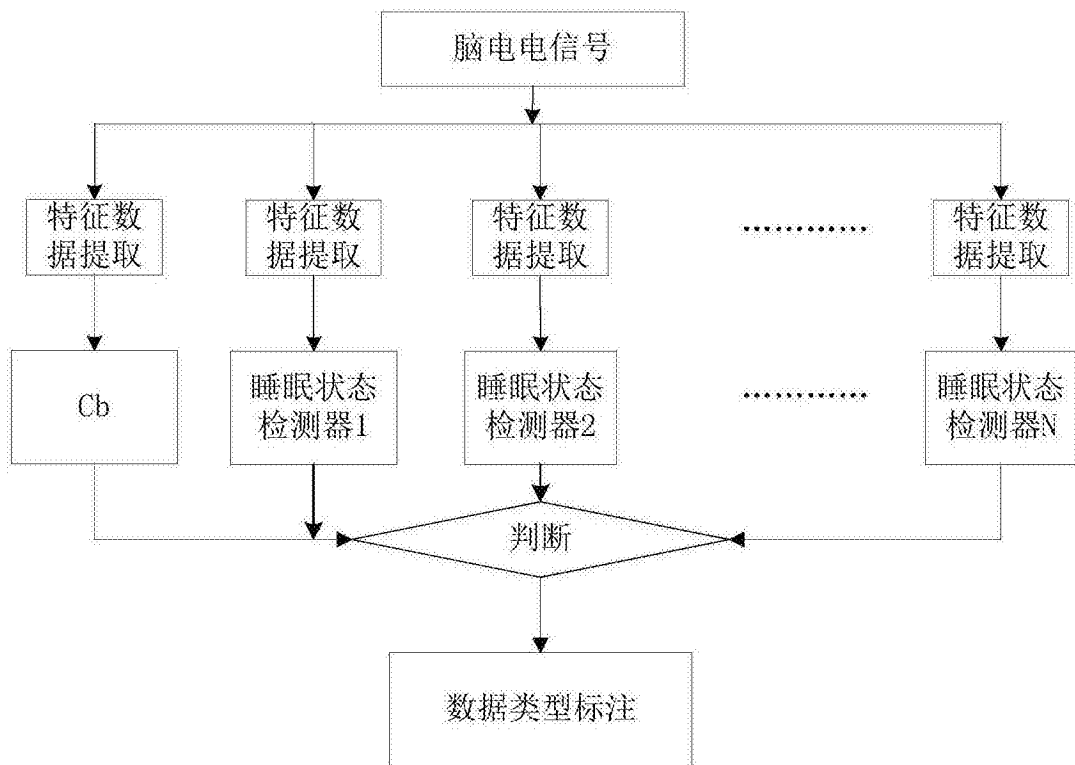 脑电电信号
特征数
据提取
特征数
据提取
特征数
据提取
............
特征数
据提取
Cb
睡眠状态
检测器1
睡眠状态
检测器2
............
睡眠状态
检测器N
判断
数据类型标注